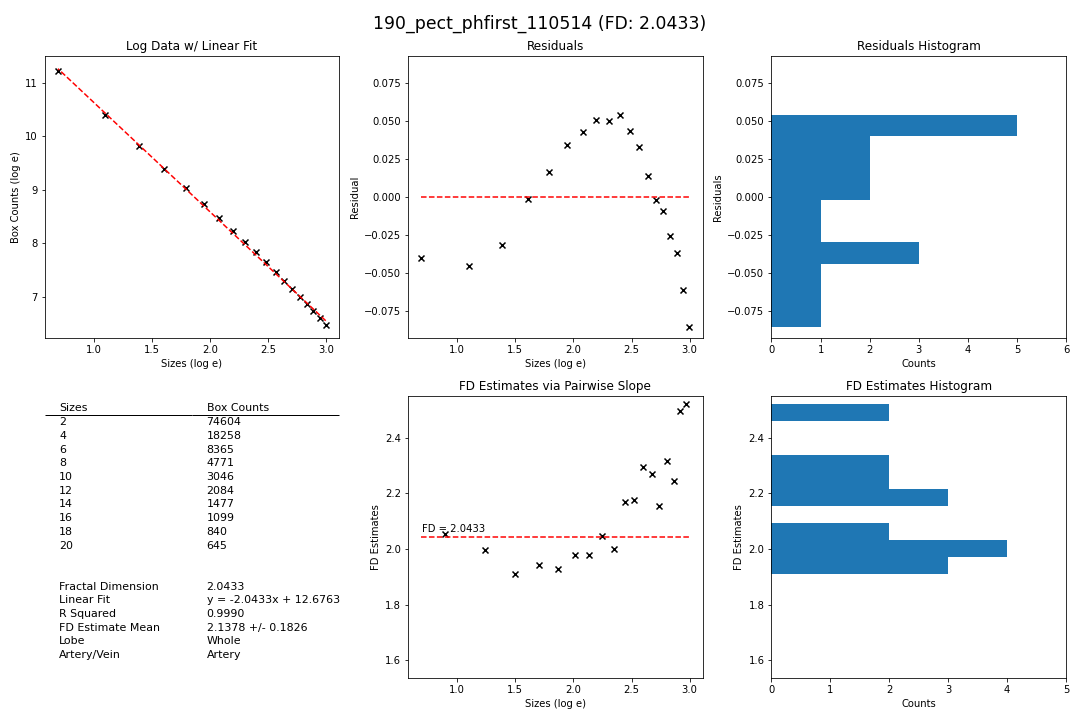 190_pect_phfirst_110514 (FD: 2.0433)
Log Data w/ Linear Fit
11
10
9
8
7
Box Counts (log e)
1.0 1.5 2.0 2.5 3.0
Sizes (log e)
Residuals
0.075
0.050
0.025
0.000
−0.025
−0.050
−0.075
Residual
1.0 1.5 2.0 2.5 3.0
Sizes (log e)
Residuals Histogram
0.075
0.050
0.025
0.000
−0.025
−0.050
−0.075
Residuals
0 1 2 3 4 5 6
Counts
Sizes Box Counts
2 74604
4 18258
6 8365
8 4771
10 3046
12 2084
14 1477
16 1099
18 840
20 645
Fractal Dimension 2.0433
Linear Fit y = -2.0433x + 12.6763
R Squared 0.9990
FD Estimate Mean 2.1378 +/- 0.1826
Lobe Whole
Artery/Vein Artery
FD Estimates via Pairwise Slope
2.4
2.2
2.0
1.8
1.6
FD Estimates
FD = 2.0433
1.0 1.5 2.0 2.5 3.0
Sizes (log e)
FD Estimates Histogram
2.4
2.2
2.0
1.8
1.6
FD Estimates
0 1 2 3 4 5
Counts